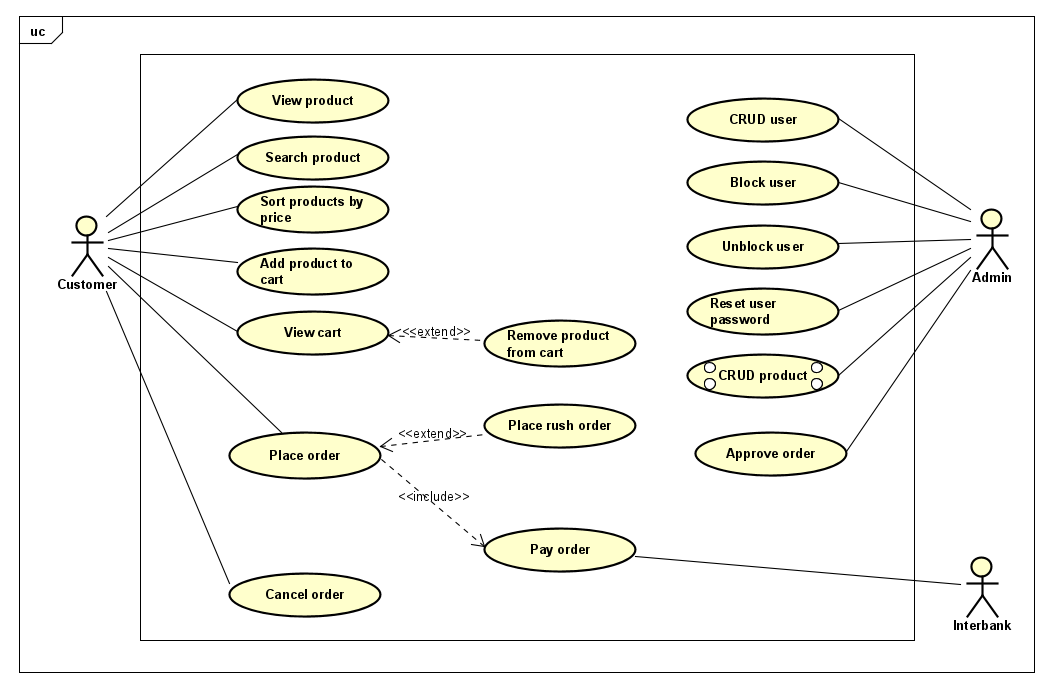 uc
View product
Search product
Sort products by
price
Add product to
cart
View cart
<<extend>>
Remove product
from cart
Place order
<<extend>>
Place rush order
<<include>>
Pay order
Cancel order
Customer
CRUD user
Block user
Unblock user
Reset user
password
CRUD product
Approve order
Admin
Interbank